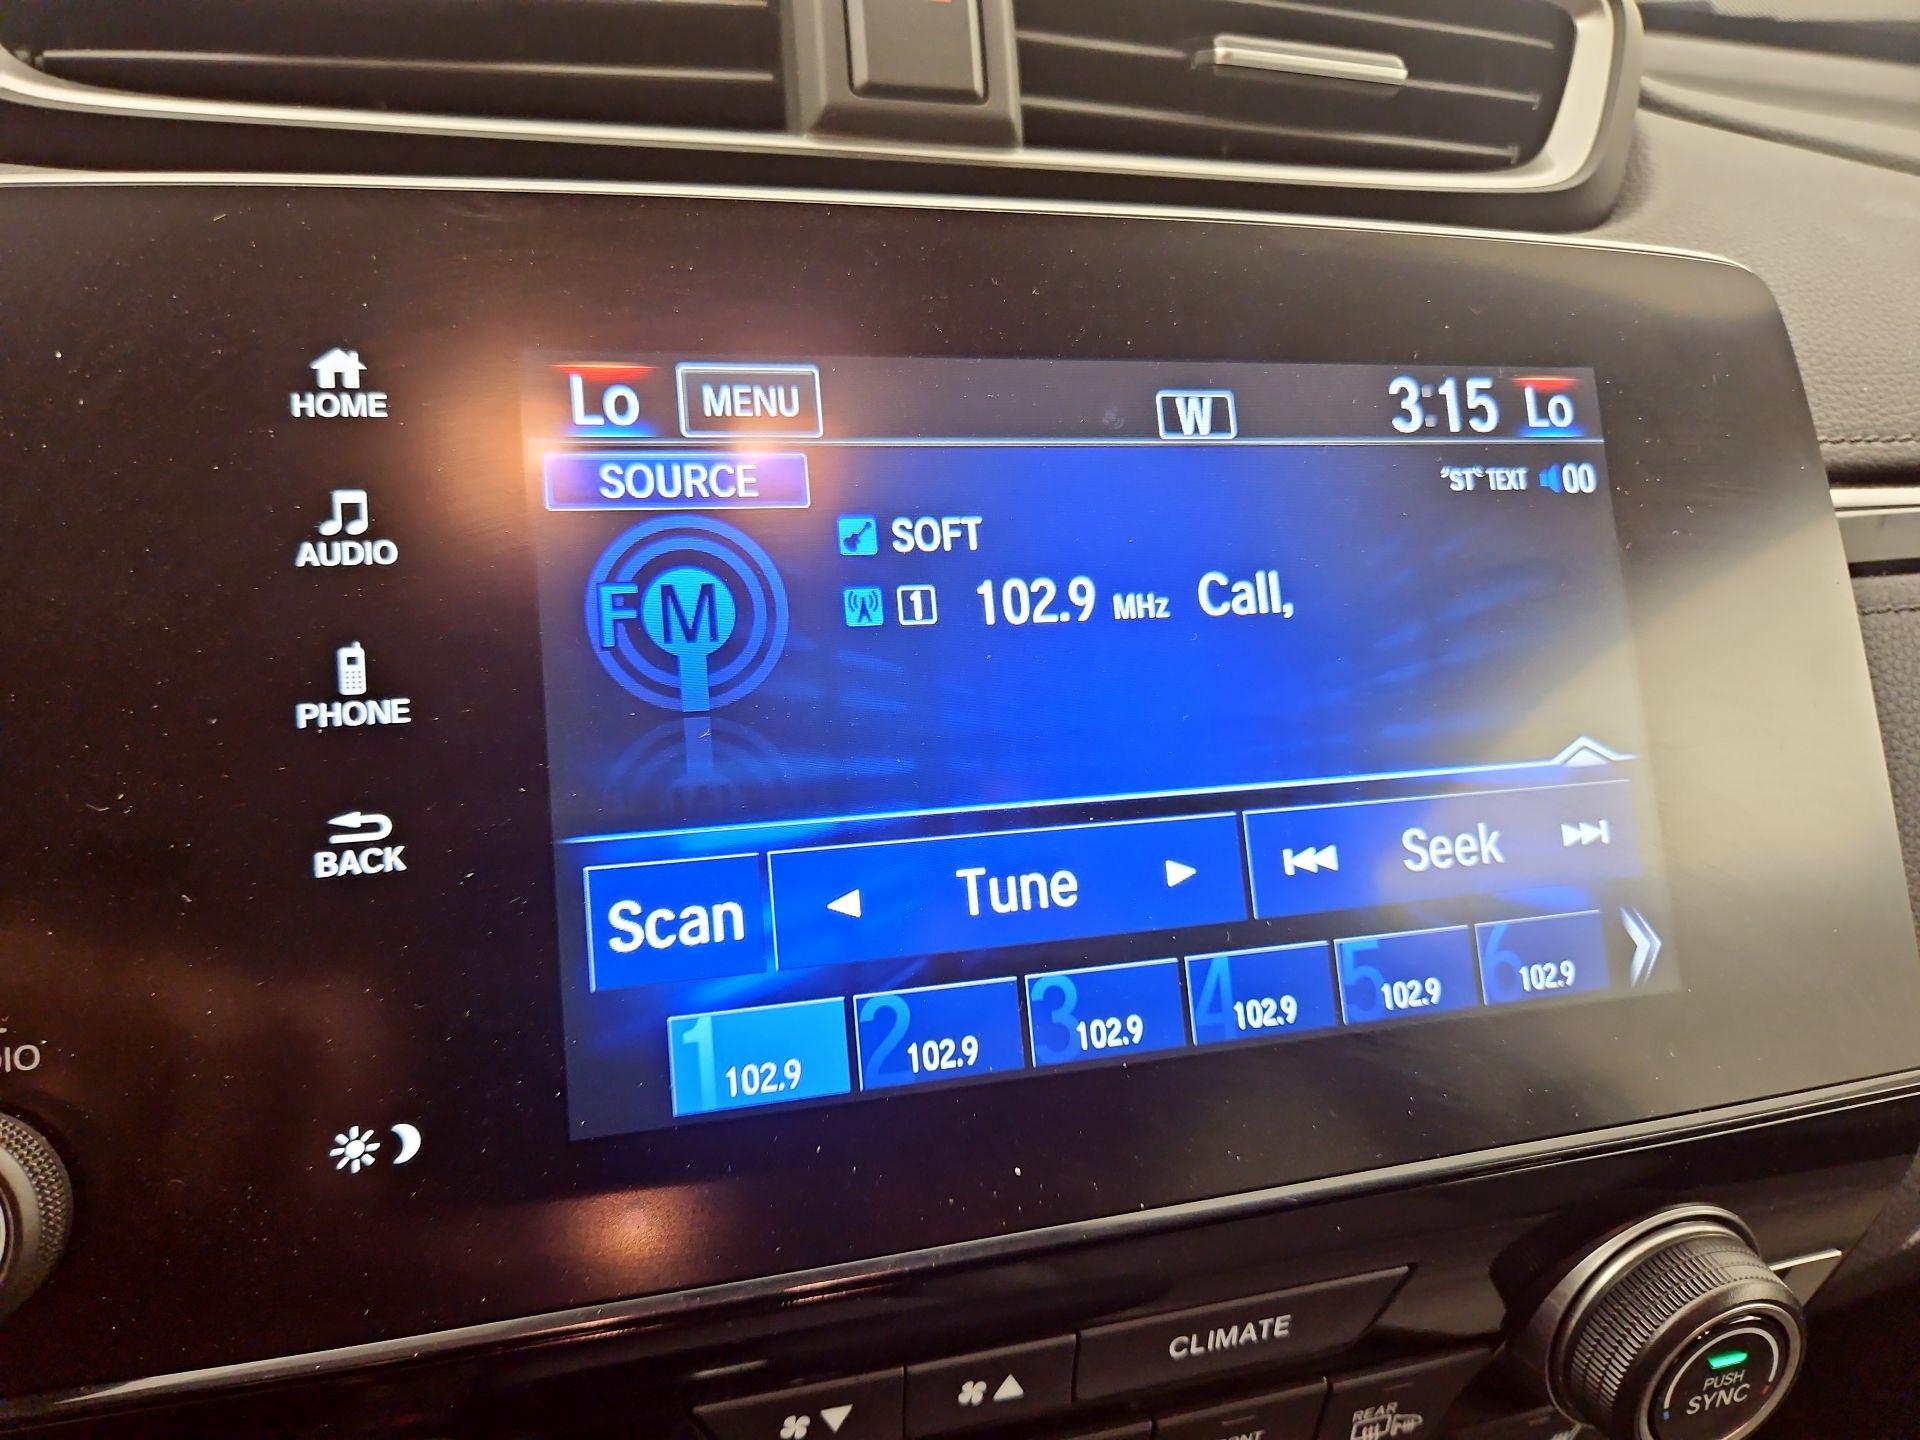 HOME
AUDIO
PHONE
BACK
Lo MENU W 3:15 Lo
SOURCE "ST" TEXT 00
SOFT
FM 1 102.9 MHz Call,
Scan Tune Seek
1 102.9 2 102.9 3 102.9 4 102.9 5 102.9 6 102.9
CLIMATE
PUSH
SYNC
REAR